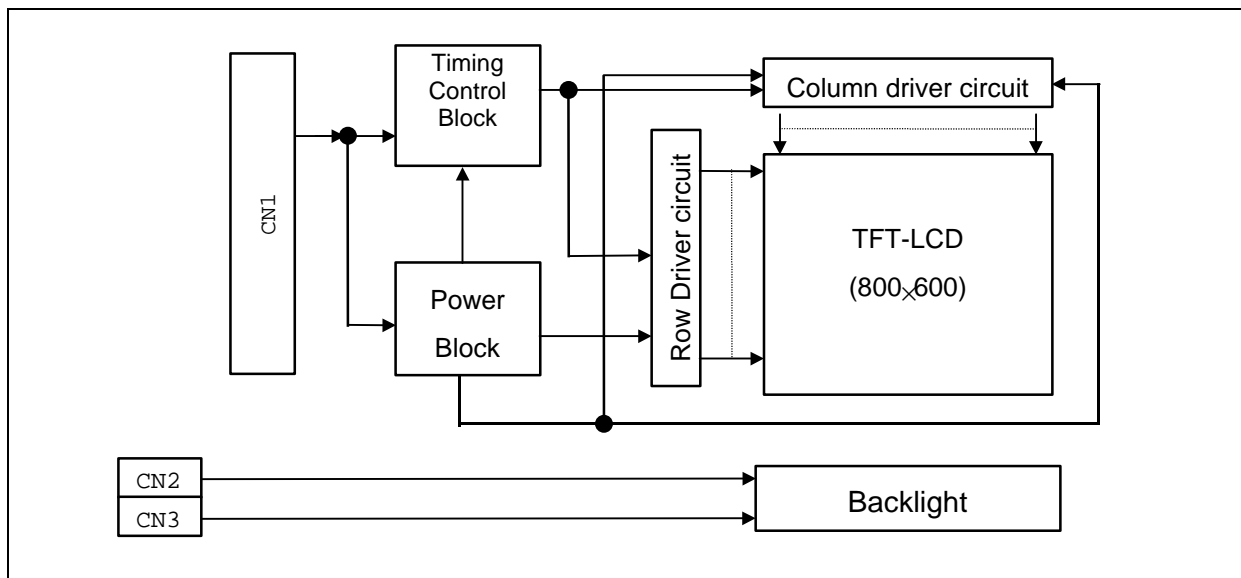 Timing
Control
Block
Column driver circuit
CN1
Row Driver circuit
TFT-LCD
(800×600)
Power
Block
CN2
CN3
Backlight